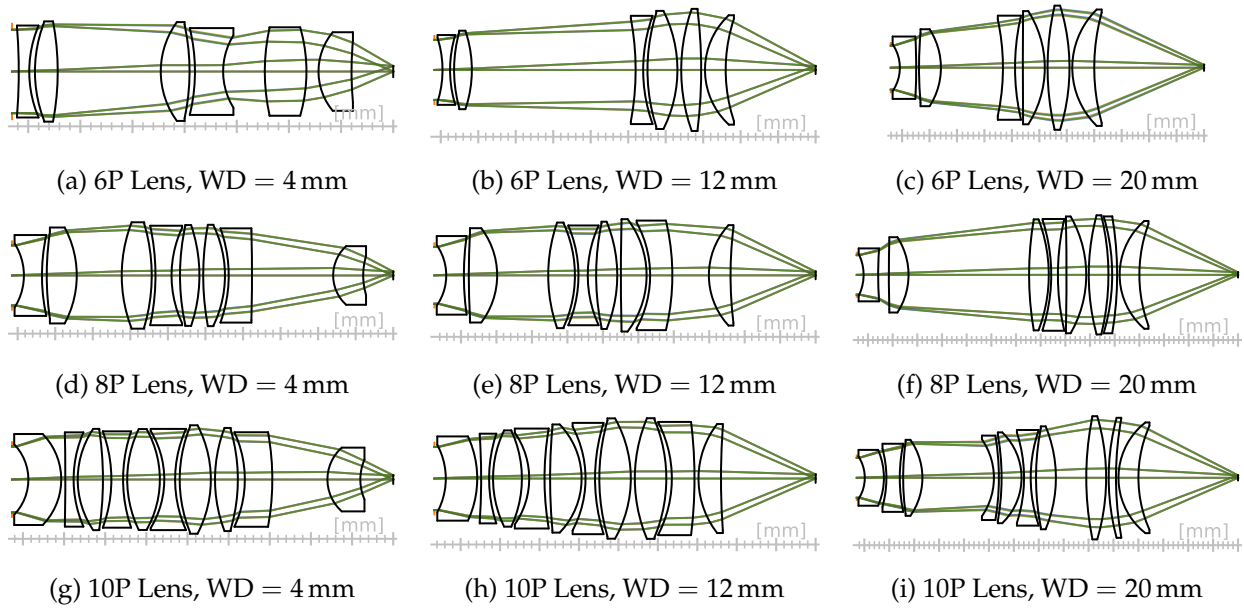 [mm] [mm] [mm]
(a) 6P Lens, WD = 4 mm (b) 6P Lens, WD = 12 mm (c) 6P Lens, WD = 20 mm
[mm] [mm] [mm]
(d) 8P Lens, WD = 4 mm (e) 8P Lens, WD = 12 mm (f) 8P Lens, WD = 20 mm
[mm] [mm] [mm]
(g) 10P Lens, WD = 4 mm (h) 10P Lens, WD = 12 mm (i) 10P Lens, WD = 20 mm